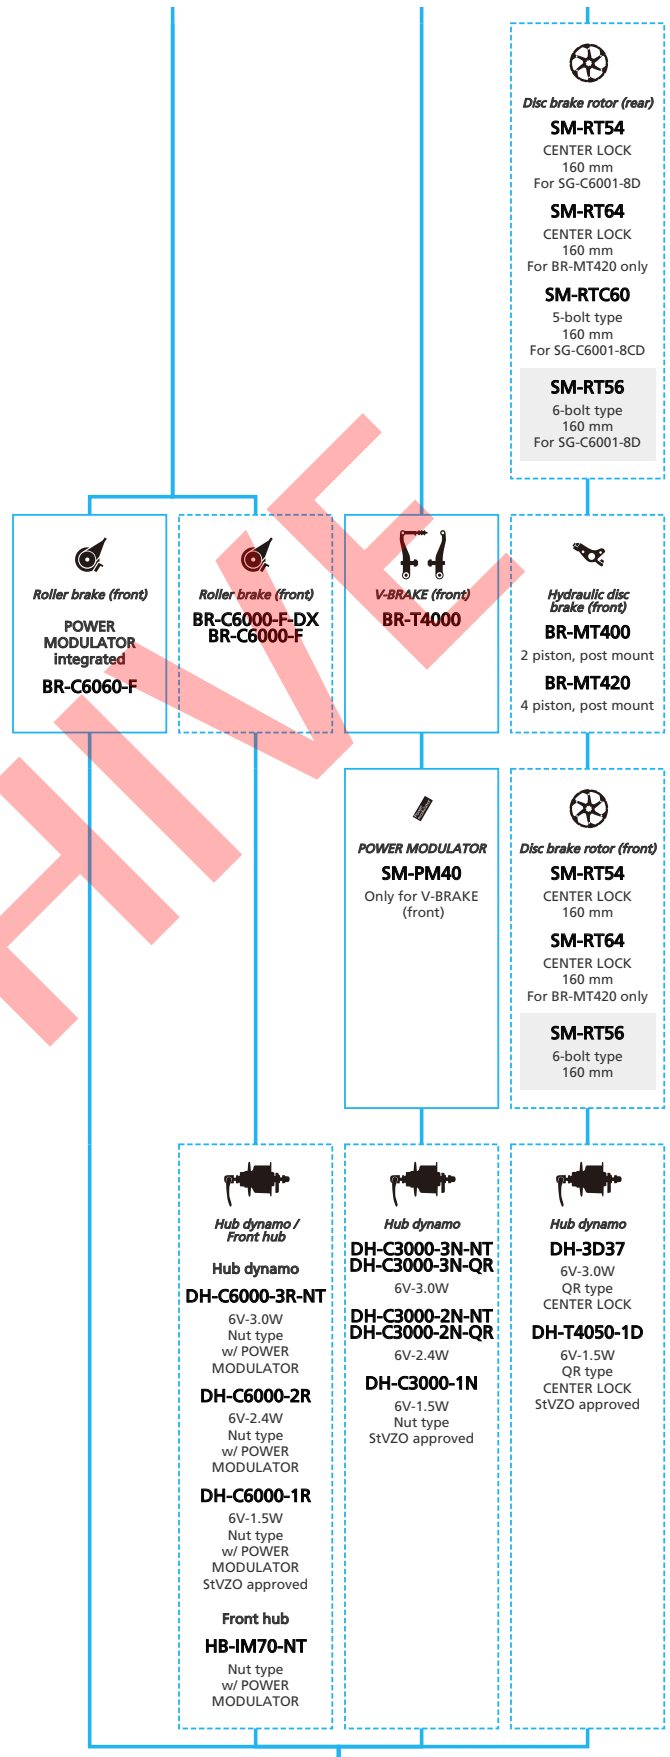 Disc brake rotor (rear)
SM-RT54
CENTER LOCK
160 mm
For SG-C6001-8D
SM-RT64
CENTER LOCK
160 mm
For BR-MT420 only
SM-RTC60
5-bolt type
160 mm
For SG-C6001-8CD
SM-RT56
6-bolt type
160 mm
For SG-C6001-8D
Roller brake (front)
POWER
MODULATOR
integrated
BR-C6060-F
Roller brake (front)
BR-C6000-F-DX
BR-C6000-F
V-BRAKE (front)
BR-T4000
Hydraulic disc
brake (front)
BR-MT400
2 piston, post mount
BR-MT420
4 piston, post mount
POWER MODULATOR
SM-PM40
Only for V-BRAKE
(front)
Disc brake rotor (front)
SM-RT54
CENTER LOCK
160 mm
SM-RT64
CENTER LOCK
160 mm
For BR-MT420 only
SM-RT56
6-bolt type
160 mm
Hub dynamo /
Front hub
Hub dynamo
DH-C6000-3R-NT
6V-3.0W
Nut type
w/ POWER
MODULATOR
DH-C6000-2R
6V-2.4W
Nut type
w/ POWER
MODULATOR
DH-C6000-1R
6V-1.5W
Nut type
w/ POWER
MODULATOR
StVZO approved
Front hub
HB-IM70-NT
Nut type
w/ POWER
MODULATOR
Hub dynamo
DH-C3000-3N-NT
DH-C3000-3N-QR
6V-3.0W
DH-C3000-2N-NT
DH-C3000-2N-QR
6V-2.4W
DH-C3000-1N
6V-1.5W
Nut type
StVZO approved
Hub dynamo
DH-3D37
6V-3.0W
QR type
CENTER LOCK
DH-T4050-1D
6V-1.5W
QR type
CENTER LOCK
StVZO approved
HIVE